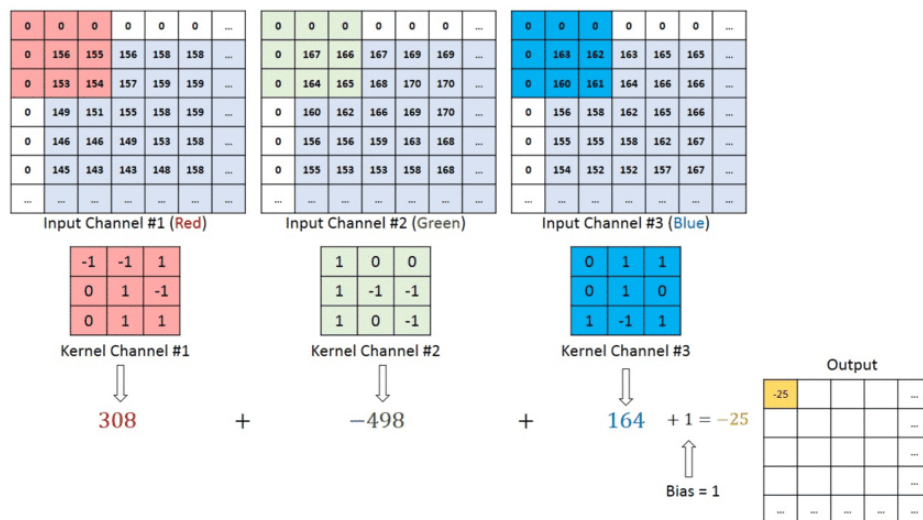 0 0 0 0 0 0 ... 0 0 0 0 0 0 ... 0 0 0 0 0 0 ...
0 156 155 156 158 158 ... 0 167 166 167 169 169 ... 0 163 162 163 165 165 ...
0 153 154 157 159 159 ... 0 164 165 168 170 170 ... 0 160 161 164 166 166 ...
0 149 151 155 158 159 ... 0 160 162 166 169 170 ... 0 156 158 162 165 166 ...
0 146 146 149 153 158 ... 0 156 156 159 163 168 ... 0 155 155 158 162 167 ...
0 145 143 143 148 158 ... 0 155 153 153 158 168 ... 0 154 152 152 157 167 ...
... ... ... ... ... ... ... ... ... ... ... ... ... ... ... ... ... ... ... ... ...
Input Channel #1 (Red) Input Channel #2 (Green) Input Channel #3 (Blue)
-1 -1 1 1 0 0 0 1 1
0 1 -1 1 -1 -1 0 1 0
0 1 1 1 0 -1 1 -1 1
Kernel Channel #1 Kernel Channel #2 Kernel Channel #3
308 + −498 + 164 + 1 = −25
Bias = 1
Output
-25 ...
...
...
...
... ... ... ... ...